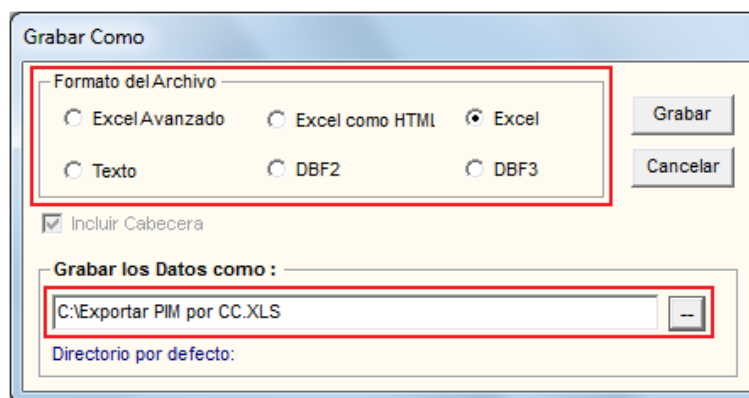 Grabar Como
Formato del Archivo
Excel Avanzado
Excel como HTML
Excel
Grabar
Texto
DBF2
DBF3
Cancelar
Incluir Cabecera
Grabar los Datos como :
C:\Exportar PIM por CC.XLS
--
Directorio por defecto: